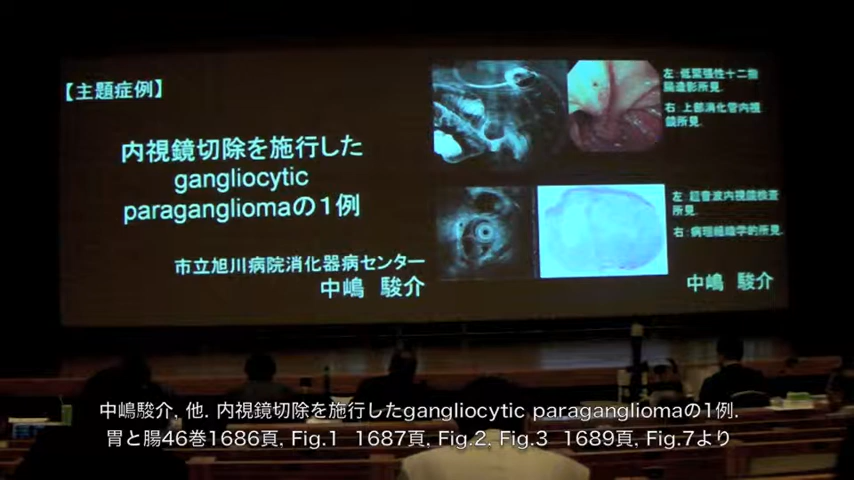 【主題症例】
内視鏡切除を施行した
gangliocytic
paragangliomaの１例
市立旭川病院消化器病センター
中嶋　駿介
左：低緊張性十二指
腸造影所見.
右：上部消化管内視
鏡所見.
左：超音波内視鏡検査
所見.
右：病理組織学的所見.
中嶋　駿介
中嶋駿介, 他. 内視鏡切除を施行したgangliocytic paragangliomaの1例.
胃と腸46巻1686頁, Fig.1　1687頁, Fig.2, Fig.3　1689頁, Fig.7より